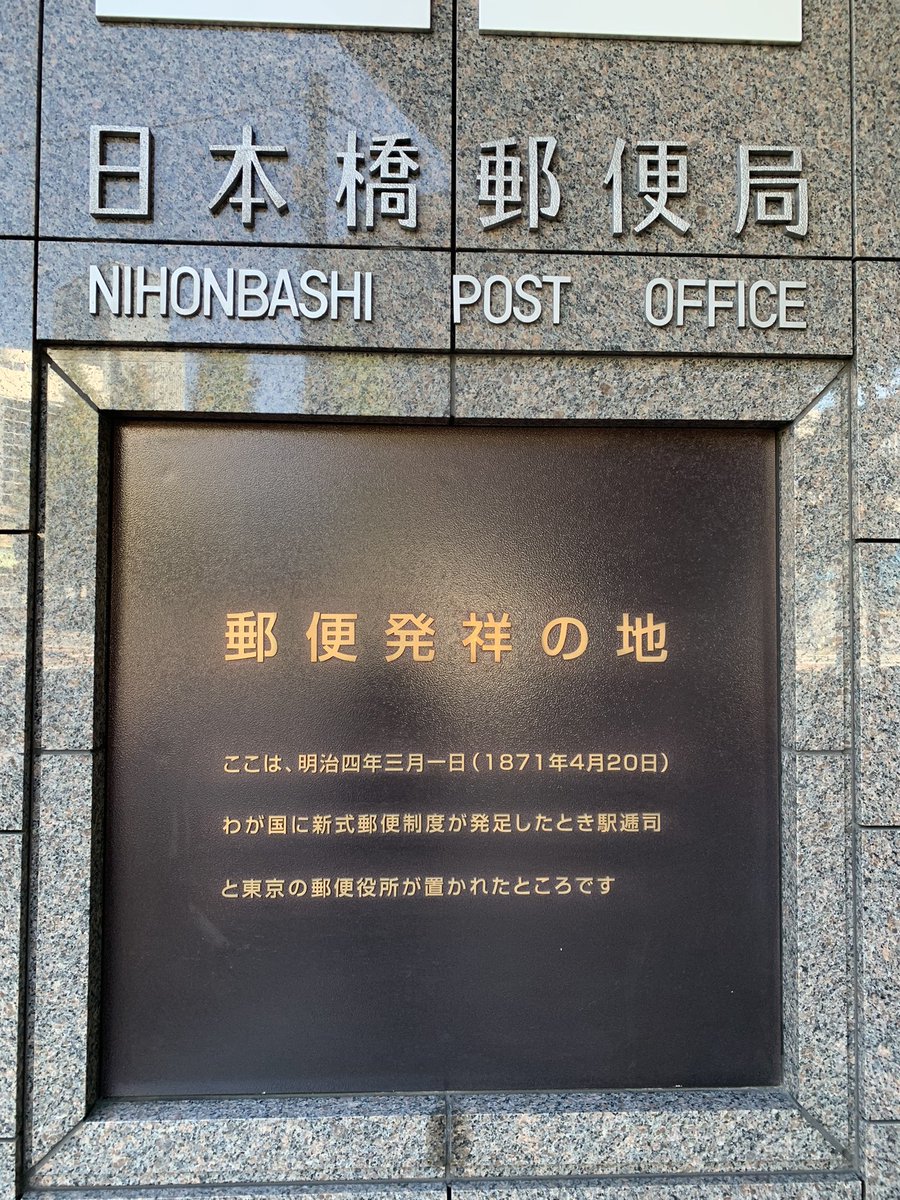 日本橋郵便局
NIHONBASHI POST OFFICE
郵便発祥の地
ここは、明治四年三月一日(1871年4月20日)
わが国に新式郵便制度が発足したとき駅逓司
と東京の郵便役所が置かれたところです